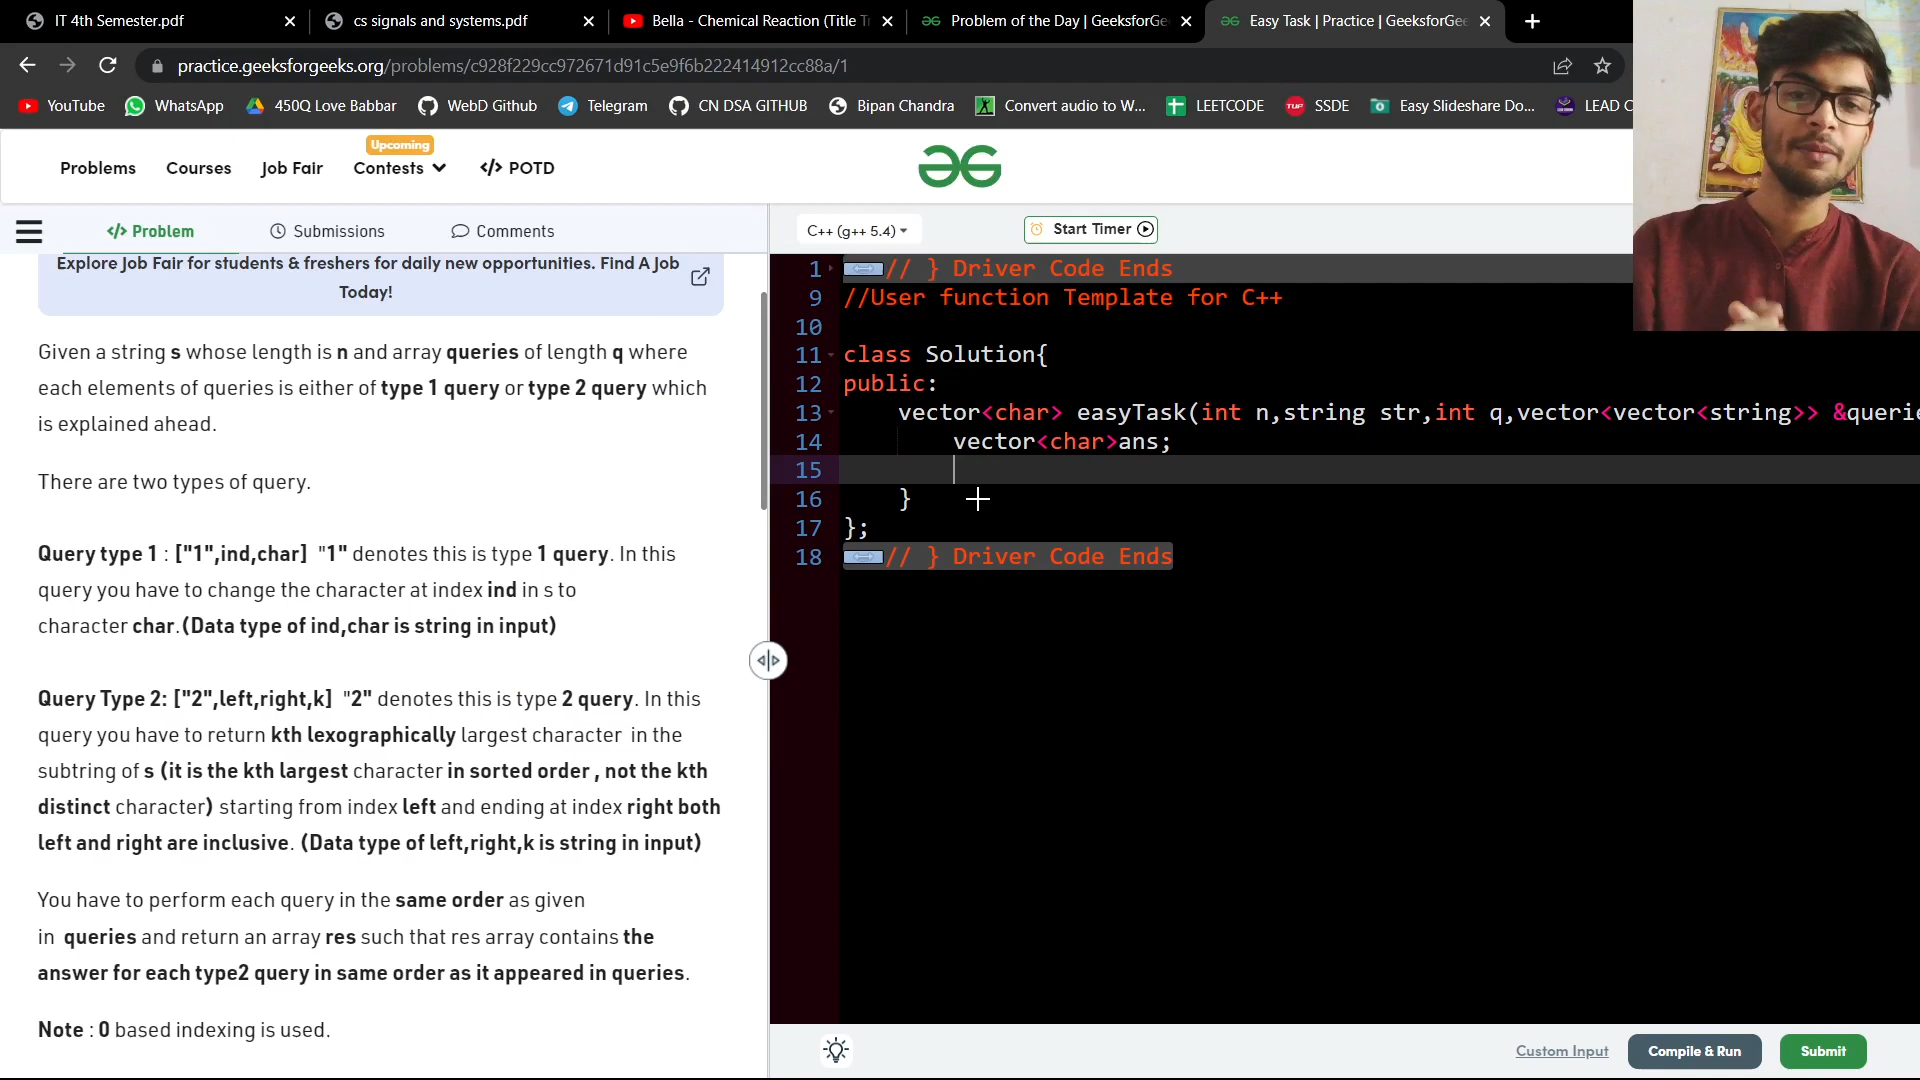 IT 4th Semester.pdf
cs signals and systems.pdf
Bella - Chemical Reaction (Title Tr
Problem of the Day | GeeksforGe
Easy Task | Practice | GeeksforGee
practice.geeksforgeeks.org/problems/c928f229cc972671d91c5e9f6b222414912cc88a/1
YouTube
WhatsApp
450Q Love Babbar
WebD Github
Telegram
CN DSA GITHUB
Bipan Chandra
Convert audio to W...
LEETCODE
TUP
SSDE
Easy Slideshare Do...
LEAD C
Upcoming
Problems
Courses
Job Fair
Contests
</> POTD
</> Problem
Submissions
Comments
C++ (g++ 5.4)
Start Timer
Explore Job Fair for students & freshers for daily new opportunities. Find A Job
Today!
Given a string s whose length is n and array queries of length q where
each elements of queries is either of type 1 query or type 2 query which
is explained ahead.
There are two types of query.
Query type 1 : ["1",ind,char] "1" denotes this is type 1 query. In this
query you have to change the character at index ind in s to
character char.(Data type of ind,char is string in input)
Query Type 2: ["2",left,right,k] "2" denotes this is type 2 query. In this
query you have to return kth lexographically largest character in the
subtring of s (it is the kth largest character in sorted order , not the kth
distinct character) starting from index left and ending at index right both
left and right are inclusive. (Data type of left,right,k is string in input)
You have to perform each query in the same order as given
in queries and return an array res such that res array contains the
answer for each type2 query in same order as it appeared in queries.
Note : 0 based indexing is used.
1 // } Driver Code Ends
9 //User function Template for C++
10
11 class Solution{
12 public:
13 vector<char> easyTask(int n,string str,int q,vector<vector<string>> &querie
14 vector<char>ans;
15
16 }
17 };
18 // } Driver Code Ends
Custom Input
Compile & Run
Submit